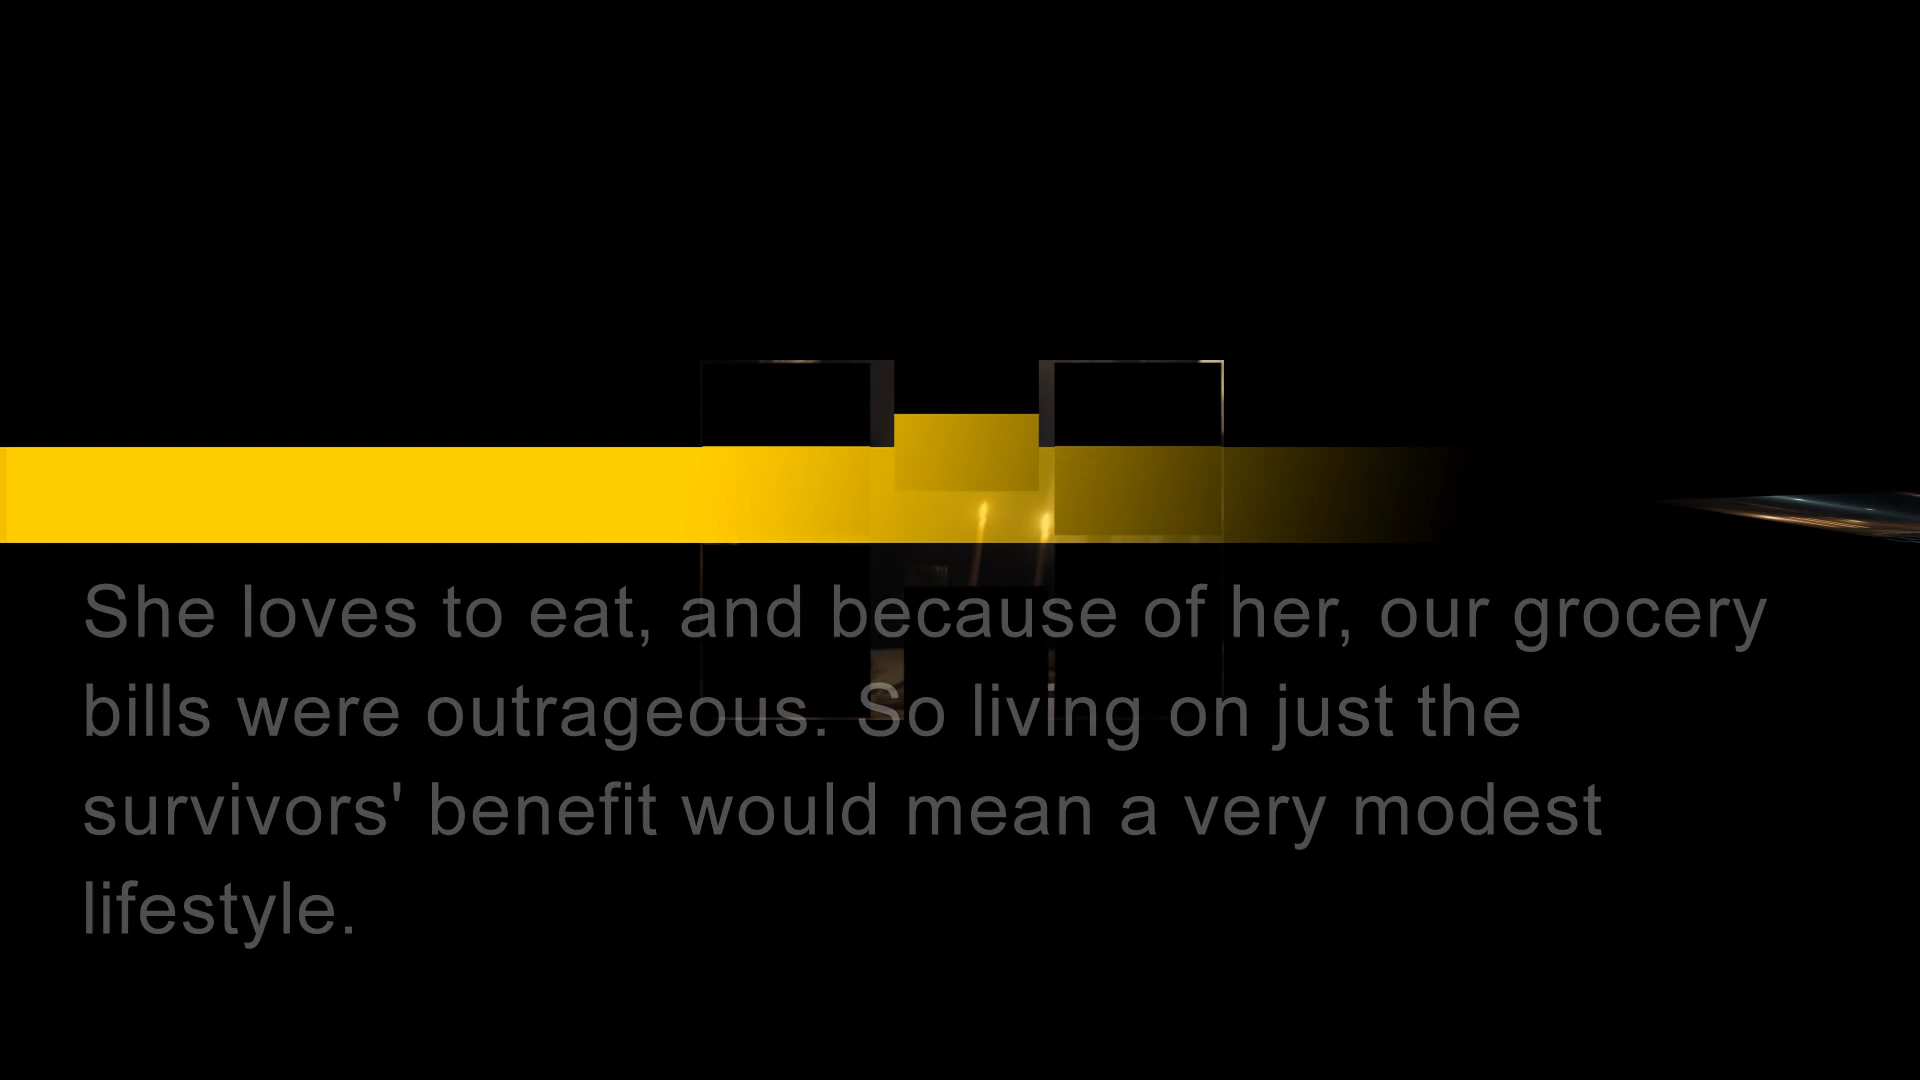 She loves to eat, and because of her, our grocery
bills were outrageous. So living on just the
survivors' benefit would mean a very modest
lifestyle.